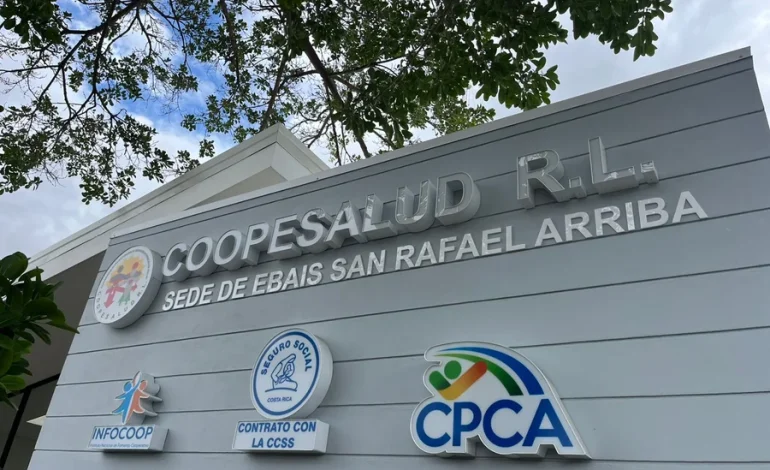 COOPESALUD R.L.
SEDE DE EBAIS SAN RAFAEL ARRIBA
INFOCOOP
SEGURO SOCIAL
COSTA RICA
CONTRATO CON
LA CCSS
CPCA